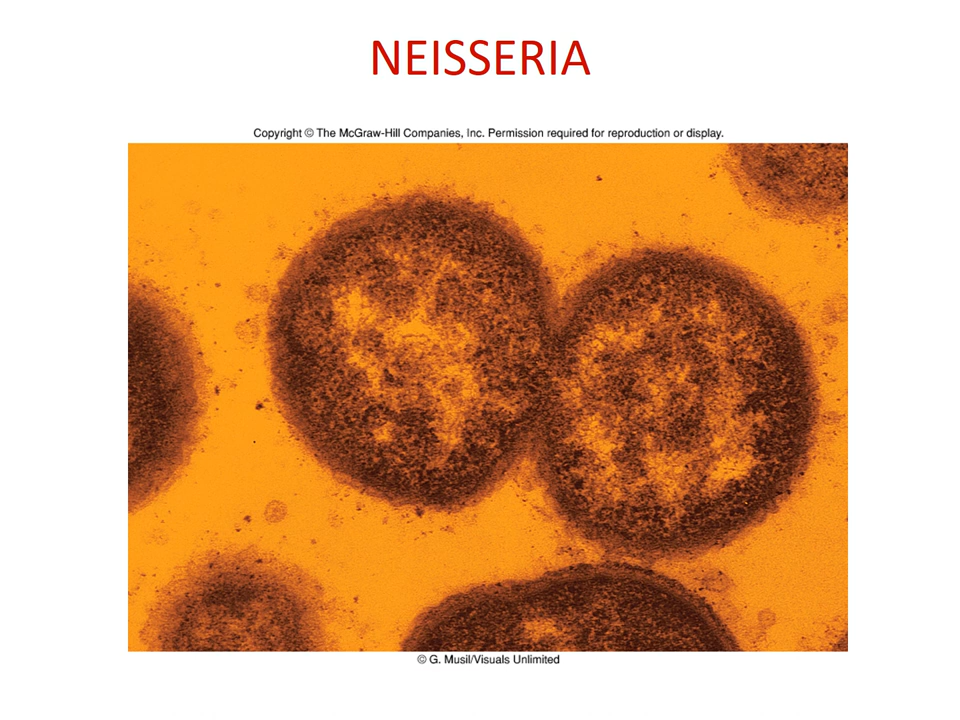 NEISSERIA
Copyright © The McGraw-Hill Companies, Inc. Permission required for reproduction or display.
© G. Musil/Visuals Unlimited